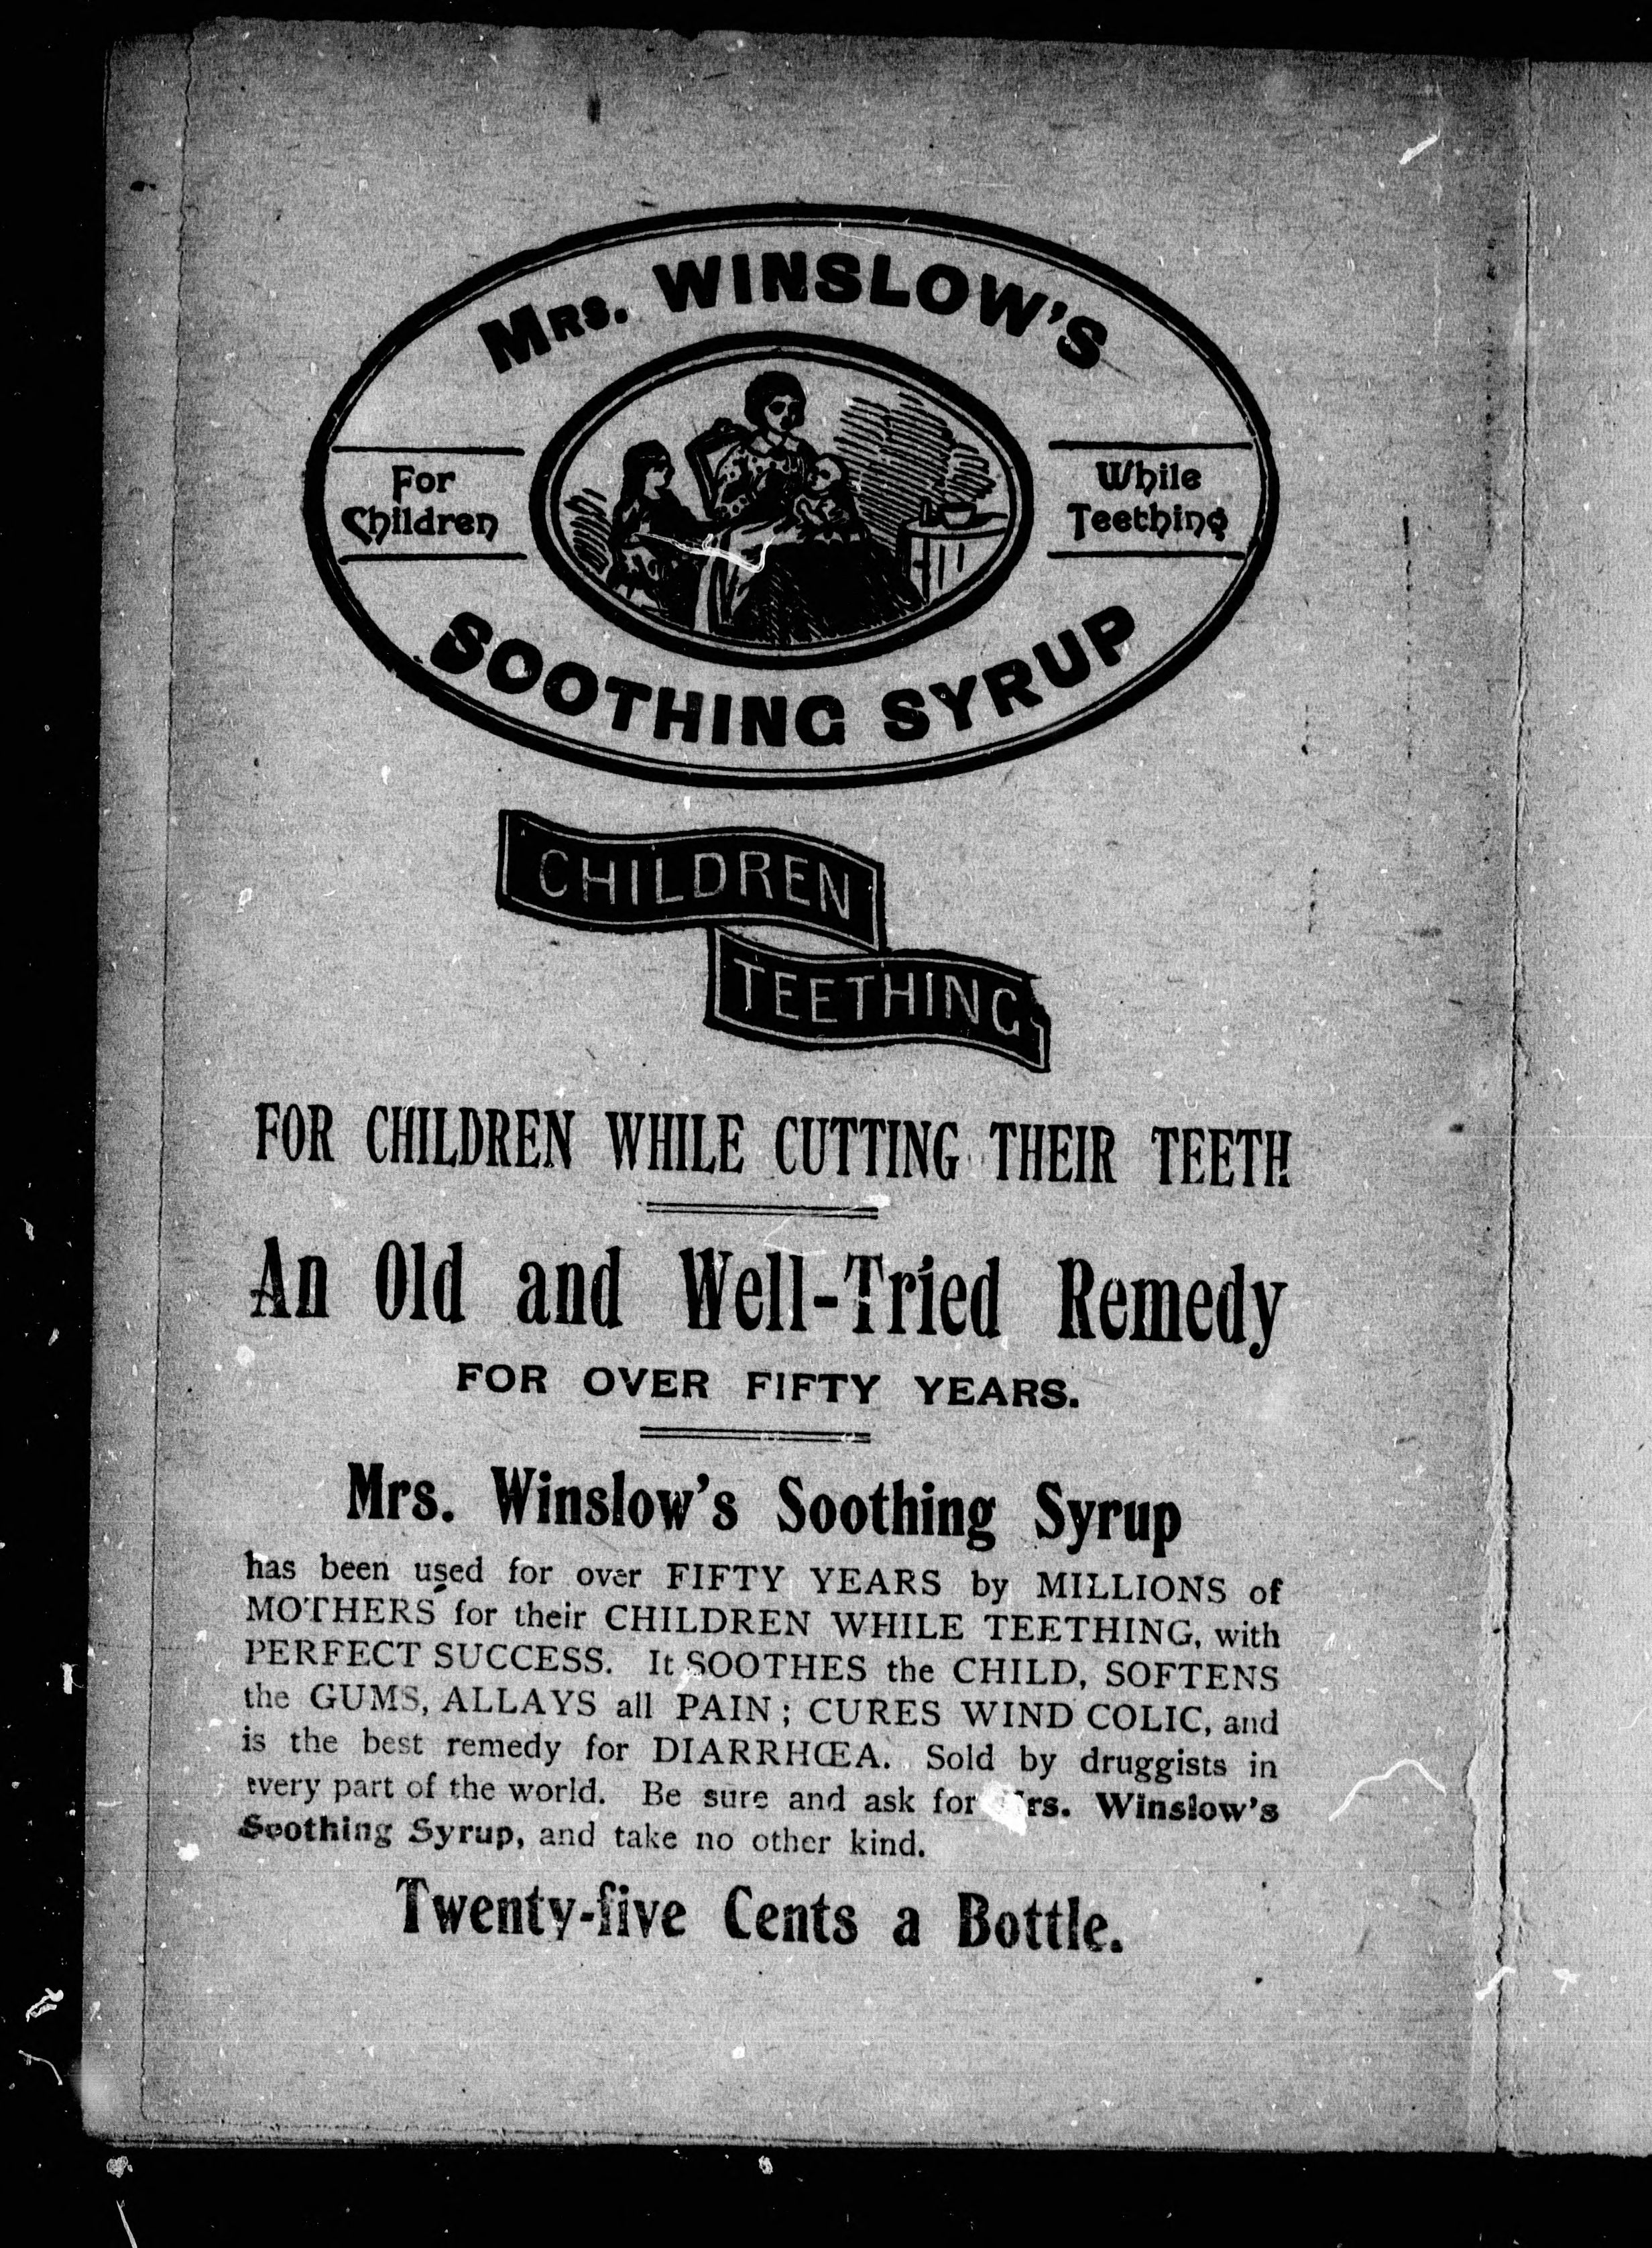 MRS. WINSLOW'S
For
Children
While
Teething
SOOTHING SYRUP
CHILDREN
TEETHING
FOR CHILDREN WHILE CUTTING THEIR TEETH
An Old and Well-Tried Remedy
FOR OVER FIFTY YEARS.
Mrs. Winslow's Soothing Syrup
has been used for over FIFTY YEARS by MILLIONS of
MOTHERS for their CHILDREN WHILE TEETHING, with
PERFECT SUCCESS. It SOOTHES the CHILD, SOFTENS
the GUMS, ALLAYS all PAIN; CURES WIND COLIC, and
is the best remedy for DIARRHŒA. Sold by druggists in
every part of the world. Be sure and ask for Mrs. Winslow's
Soothing Syrup, and take no other kind.
Twenty-five Cents a Bottle.